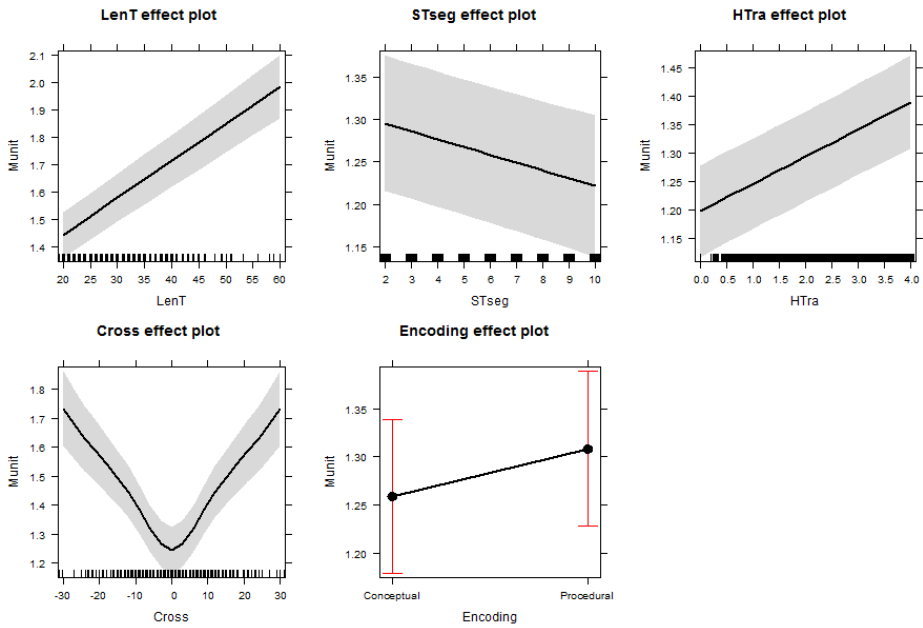 LenT effect plot
2.1
2.0
1.9
1.8
1.7
1.6
1.5
1.4
Munit
20 25 30 35 40 45 50 55 60
LenT
STseg effect plot
1.35
1.30
1.25
1.20
1.15
Munit
2 3 4 5 6 7 8 9 10
STseg
HTra effect plot
1.45
1.40
1.35
1.30
1.25
1.20
1.15
Munit
0.0 0.5 1.0 1.5 2.0 2.5 3.0 3.5 4.0
HTra
Cross effect plot
1.8
1.7
1.6
1.5
1.4
1.3
1.2
Munit
-30 -20 -10 0 10 20 30
Cross
Encoding effect plot
1.35
1.30
1.25
1.20
Munit
Conceptual Procedural
Encoding